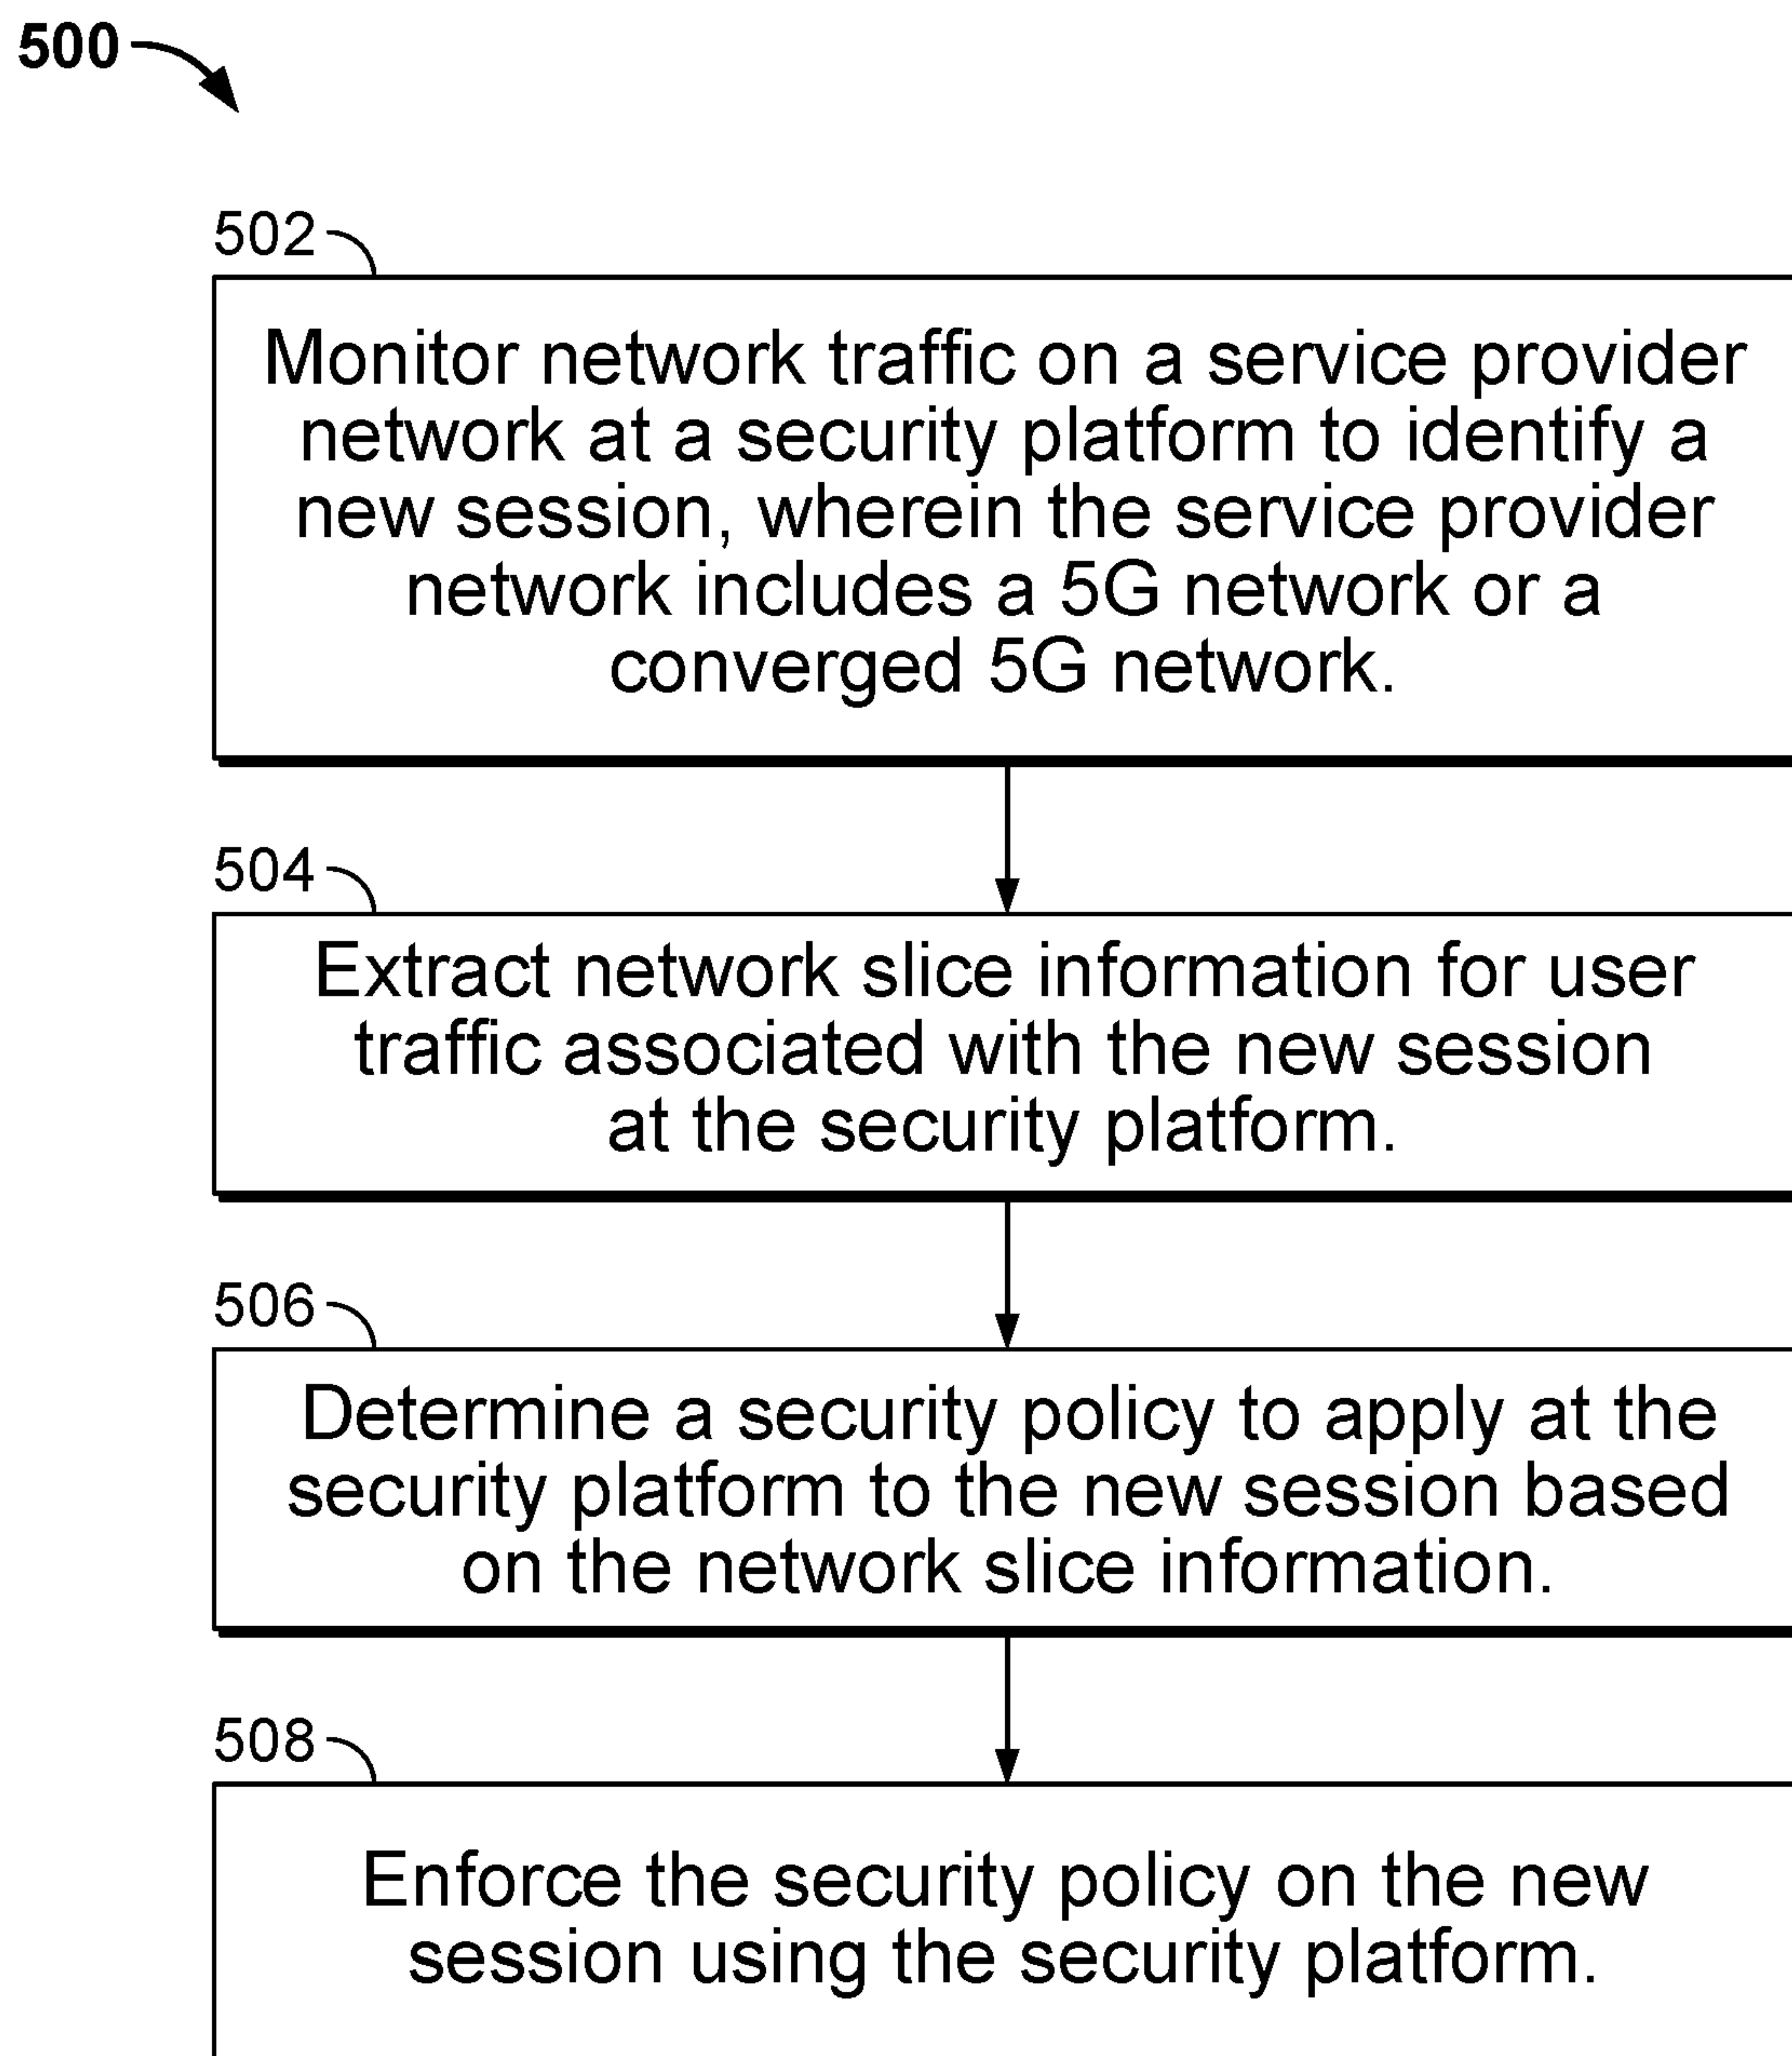 500
502
Monitor network traffic on a service provider
network at a security platform to identify a
new session, wherein the service provider
network includes a 5G network or a
converged 5G network.
504
Extract network slice information for user
traffic associated with the new session
at the security platform.
506
Determine a security policy to apply at the
security platform to the new session based
on the network slice information.
508
Enforce the security policy on the new
session using the security platform.